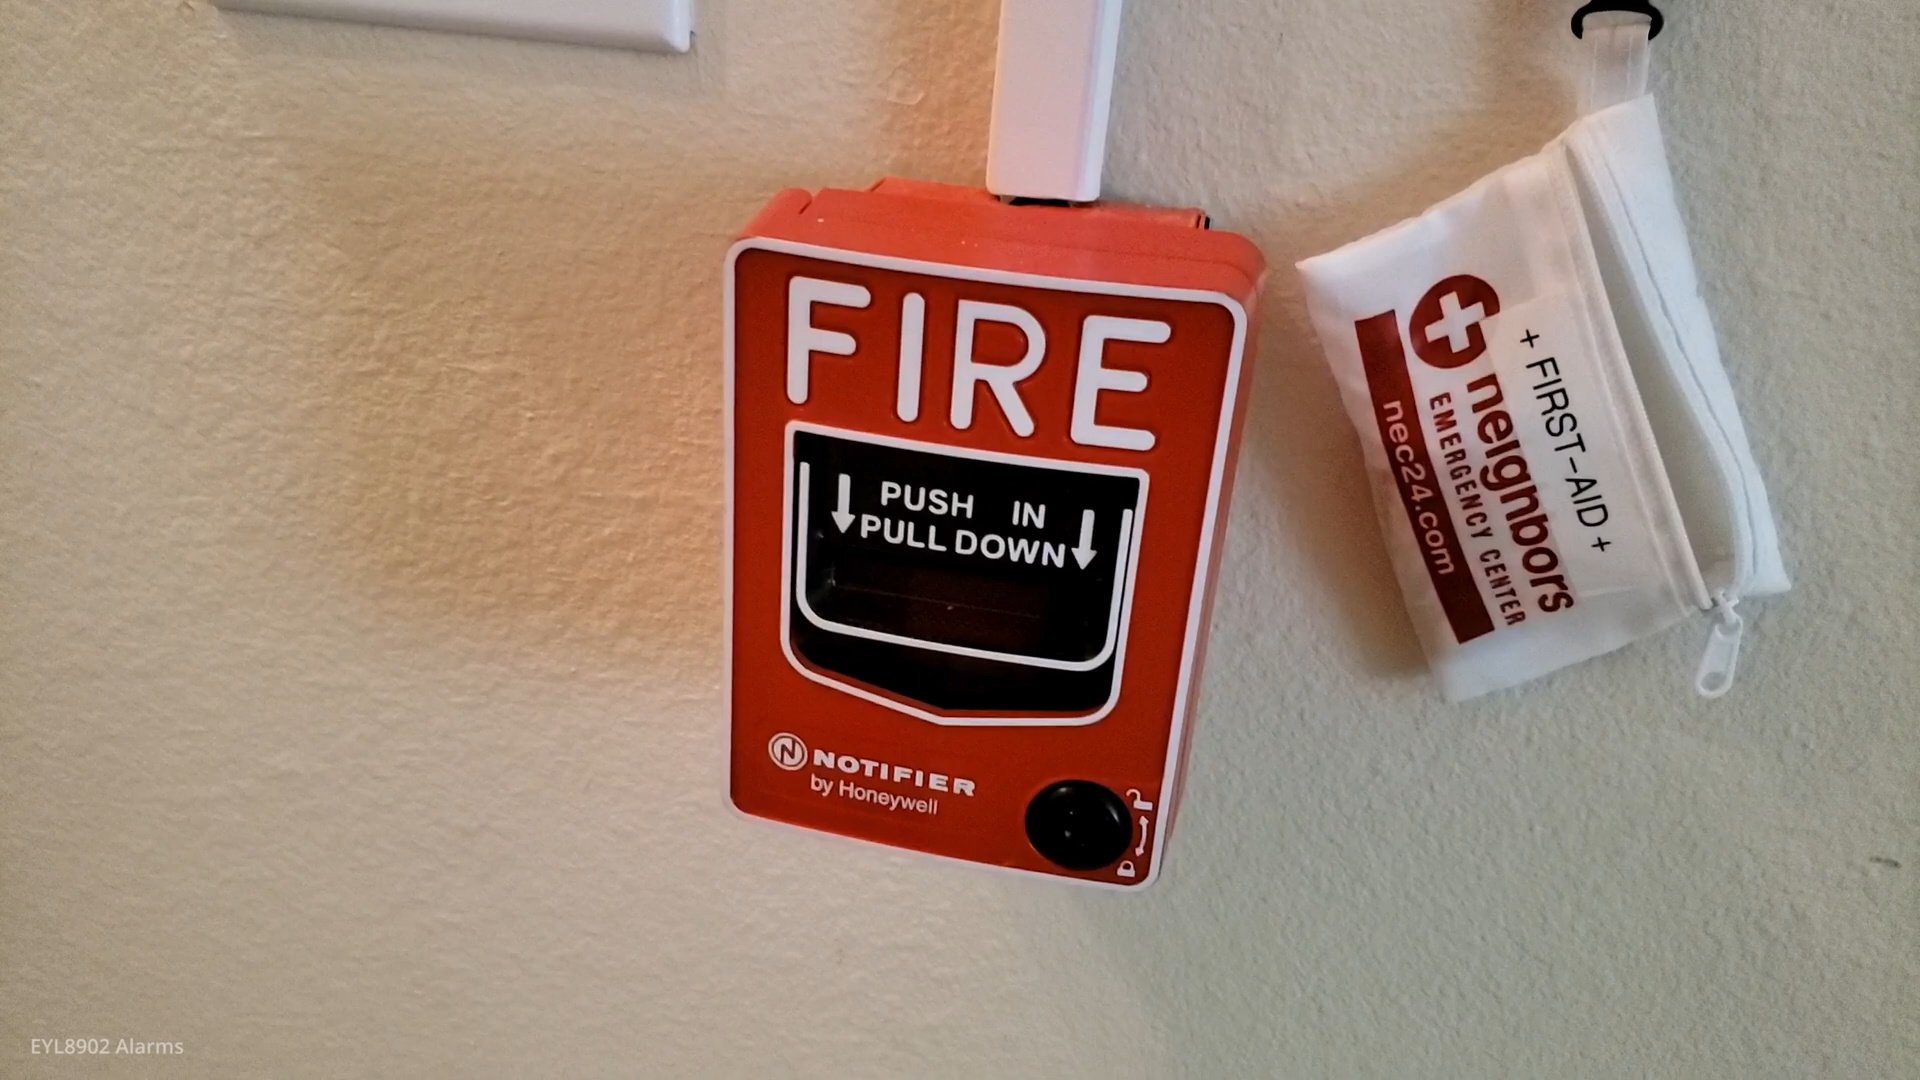 FIRE
PUSH IN
PULL DOWN
NOTIFIER
by Honeywell
+ FIRST-AID +
neighbors
EMERGENCY CENTER
nec24.com
EYL8902 Alarms